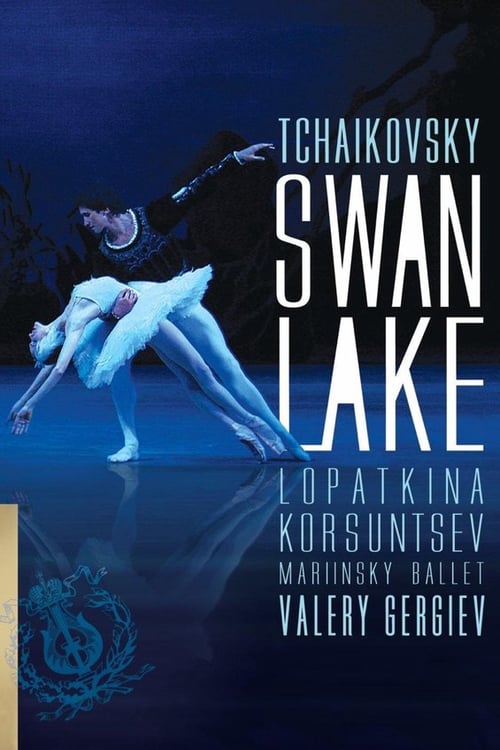 TCHAIKOVSKY
SWAN
LAKE
LOPATKINA
KORSUNTSEV
MARIINSKY BALLET
VALERY GERGIEV